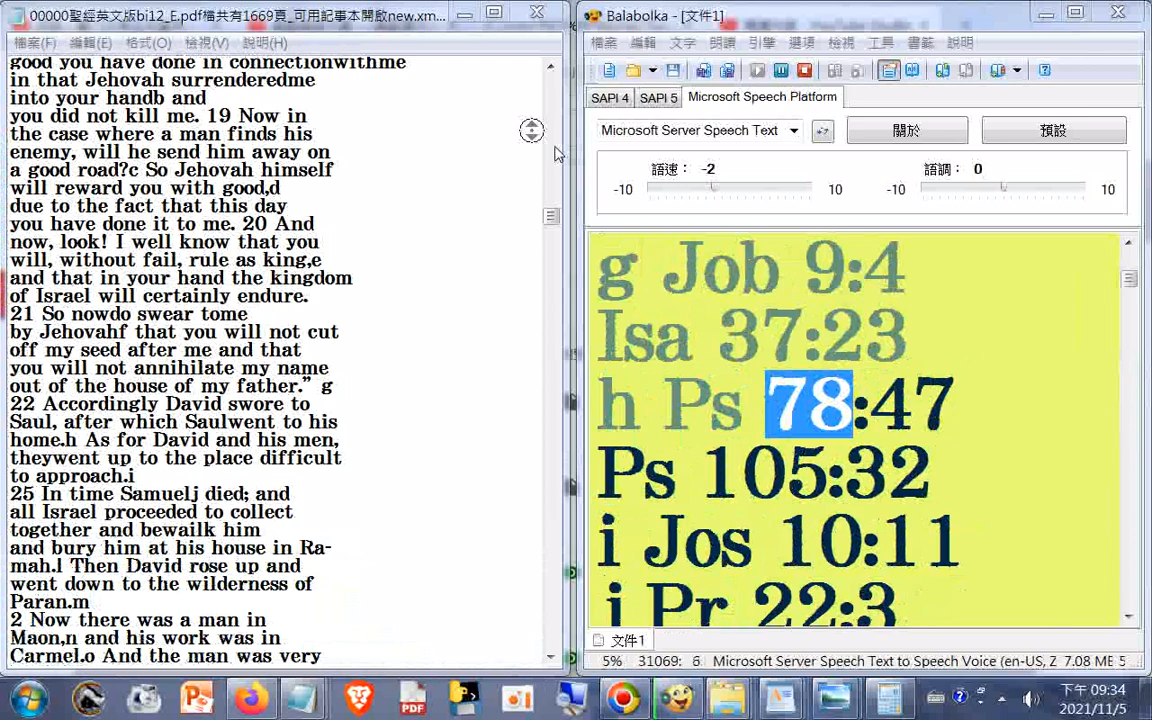 00000聖經英文版bi12_E.pdf檔共有1669頁_可用記事本開啟new.xm...
檔案(F) 編輯(E) 格式(O) 檢視(V) 說明(H)
good you have done in connectionwithme
in that Jehovah surrenderedme
into your handb and
you did not kill me. 19 Now in
the case where a man finds his
enemy, will he send him away on
a good road?c So Jehovah himself
will reward you with good,d
due to the fact that this day
you have done it to me. 20 And
now, look! I well know that you
will, without fail, rule as king,e
and that in your hand the kingdom
of Israel will certainly endure.
21 So nowdo swear tome
by Jehovahf that you will not cut
off my seed after me and that
you will not annihilate my name
out of the house of my father.” g
22 Accordingly David swore to
Saul, after which Saulwent to his
home.h As for David and his men,
theywent up to the place difficult
to approach.i
25 In time Samuelj died; and
all Israel proceeded to collect
together and bewailk him
and bury him at his house in Ra-
mah.l Then David rose up and
went down to the wilderness of
Paran.m
2 Now there was a man in
Maon,n and his work was in
Carmel.o And the man was very
Balabolka - [文件1]
檔案 編輯 文字 朗讀 引擎 選項 檢視 工具 書籤 說明
SAPI 4 SAPI 5 Microsoft Speech Platform
Microsoft Server Speech Text 關於 預設
語速: -2 語調: 0
-10 10 -10 10
g Job 9:4
Isa 37:23
h Ps 78:47
Ps 105:32
i Jos 10:11
j Pr 22:3
文件1
5% 31069: 6 Microsoft Server Speech Text to Speech Voice (en-US, Z 7.08 MB 5
PDF
下午 09:34
2021/11/5